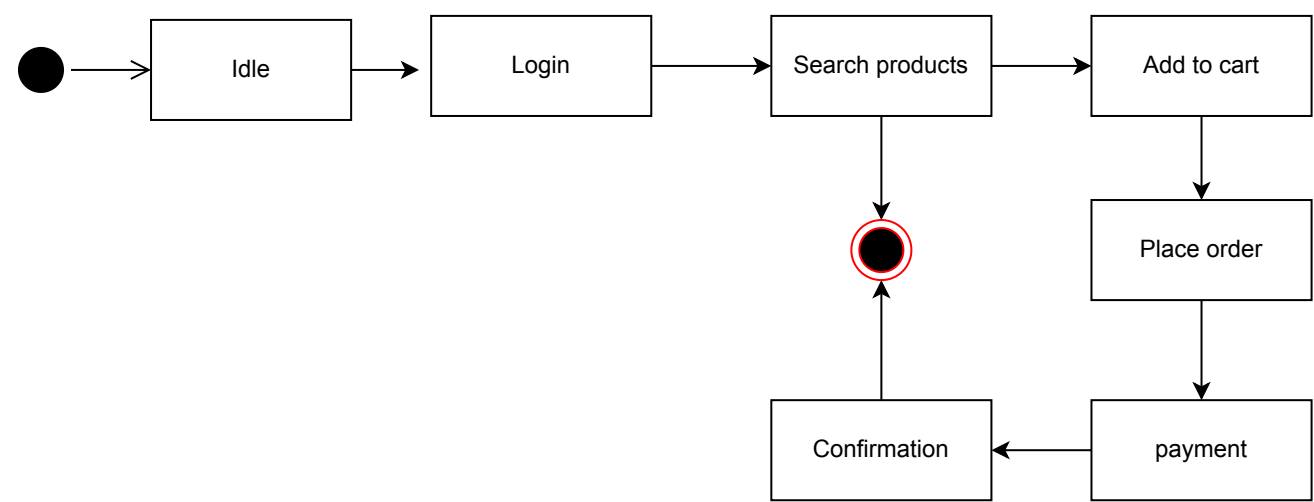 Idle
Login
Search products
Add to cart
Place order
Confirmation
payment